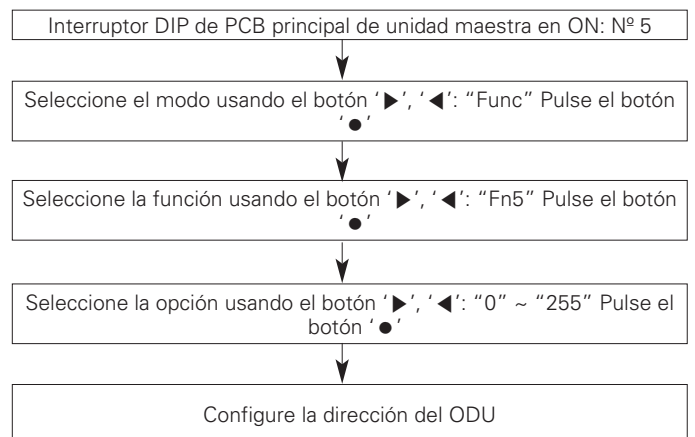 Interruptor DIP de PCB principal de unidad maestra en ON: Nº 5
Seleccione el modo usando el botón ‘▶’, ‘◀’: “Func” Pulse el botón
‘●’
Seleccione la función usando el botón ‘▶’, ‘◀’: “Fn5” Pulse el botón
‘●’
Seleccione la opción usando el botón ‘▶’, ‘◀’: “0” ~ “255” Pulse el
botón ‘●’
Configure la dirección del ODU